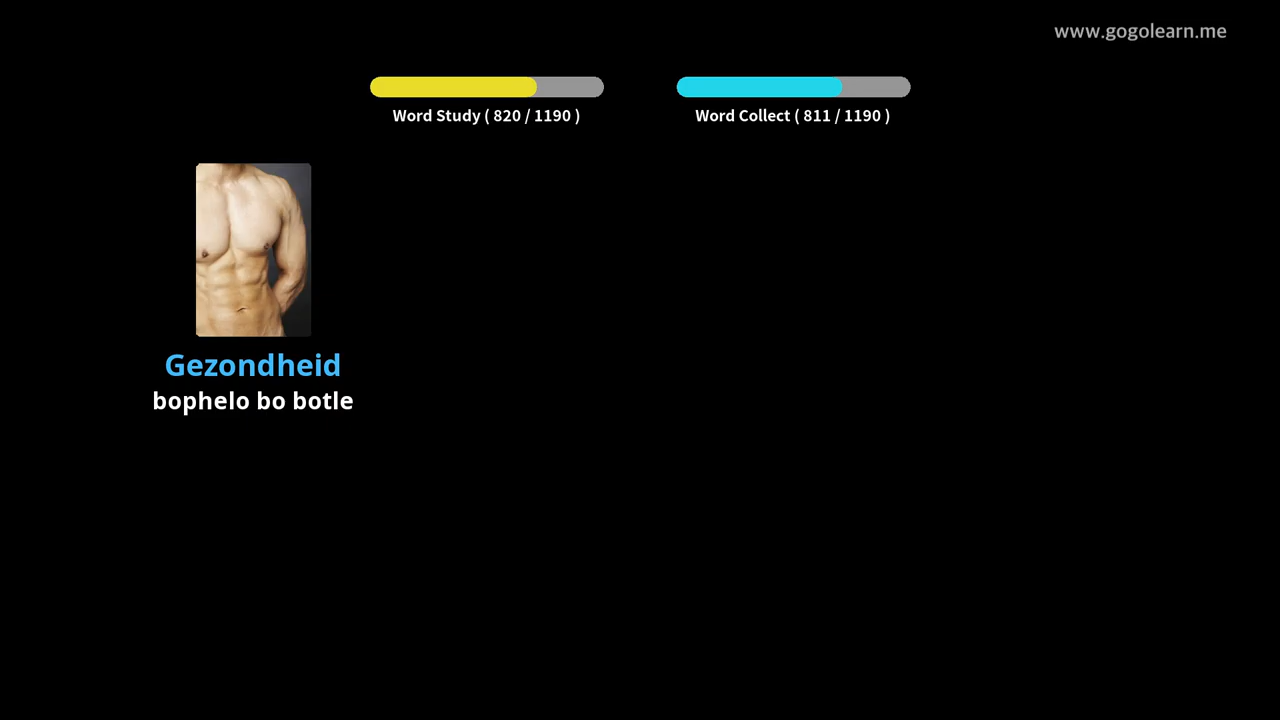 www.gogolearn.me
Word Study ( 820 / 1190 )
Word Collect ( 811 / 1190 )
Gezondheid
bophelo bo botle